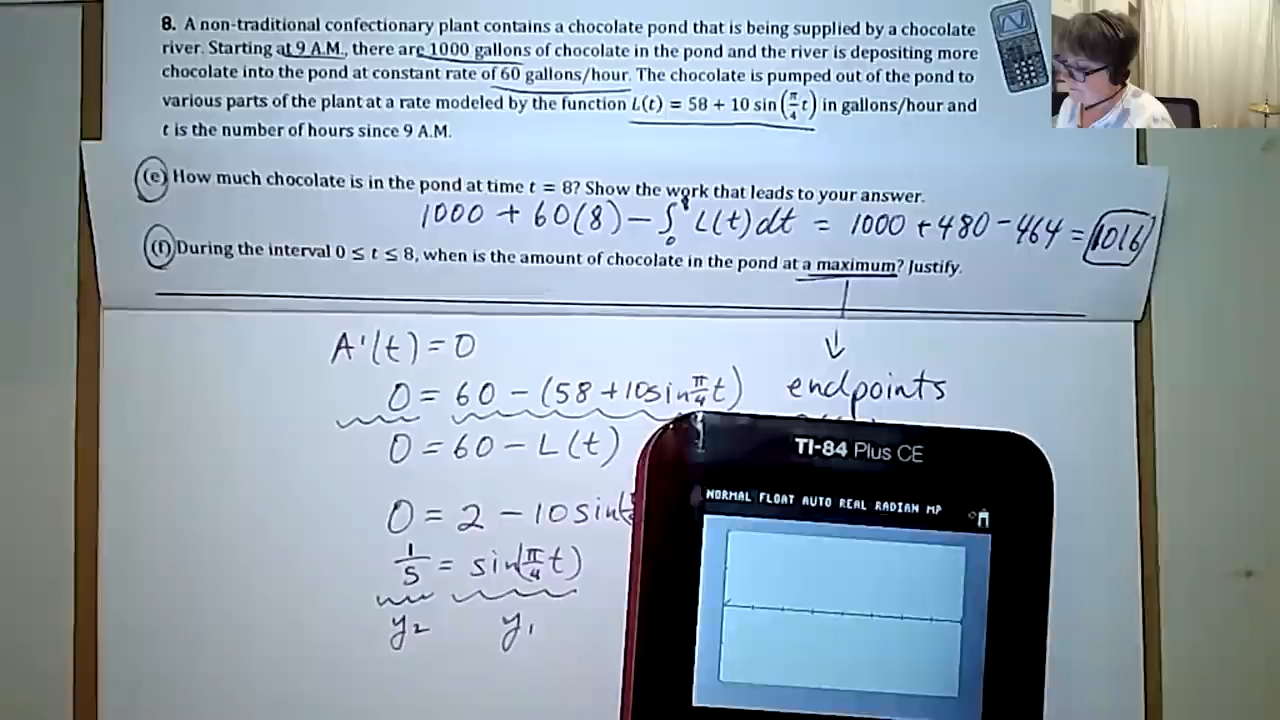 8. A non-traditional confectionary plant contains a chocolate pond that is being supplied by a chocolate
river. Starting at 9 A.M., there are 1000 gallons of chocolate in the pond and the river is depositing more
chocolate into the pond at constant rate of 60 gallons/hour. The chocolate is pumped out of the pond to
various parts of the plant at a rate modeled by the function L(t) = 58 + 10 sin(π/4 t) in gallons/hour and
t is the number of hours since 9 A.M.
(e) How much chocolate is in the pond at time t = 8? Show the work that leads to your answer.
1000 + 60(8) − ∫₀⁸ L(t)dt = 1000 + 480 − 464 = 1016
(f) During the interval 0 ≤ t ≤ 8, when is the amount of chocolate in the pond at a maximum? Justify.
A'(t) = 0
0 = 60 − (58 + 10sin π/4 t)
endpoints
0 = 60 − L(t)
0 = 2 − 10 sin(
1/5 = sin(π/4 t)
y2 y1
TI-84 Plus CE
NORMAL FLOAT AUTO REAL RADIAN MP